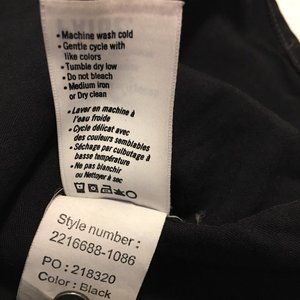 • Machine wash cold
• Gentle cycle with
like colors
• Tumble dry low
• Do not bleach
• Medium iron
or Dry clean
• Laver en machine à
l'eau froide
• Cycle délicat avec
des couleurs semblables
• Séchage par culbutage à
basse température
• Ne pas blanchir
ou Nettoyer à sec
Style number :
2216688-1086
PO : 218320
Color : Black